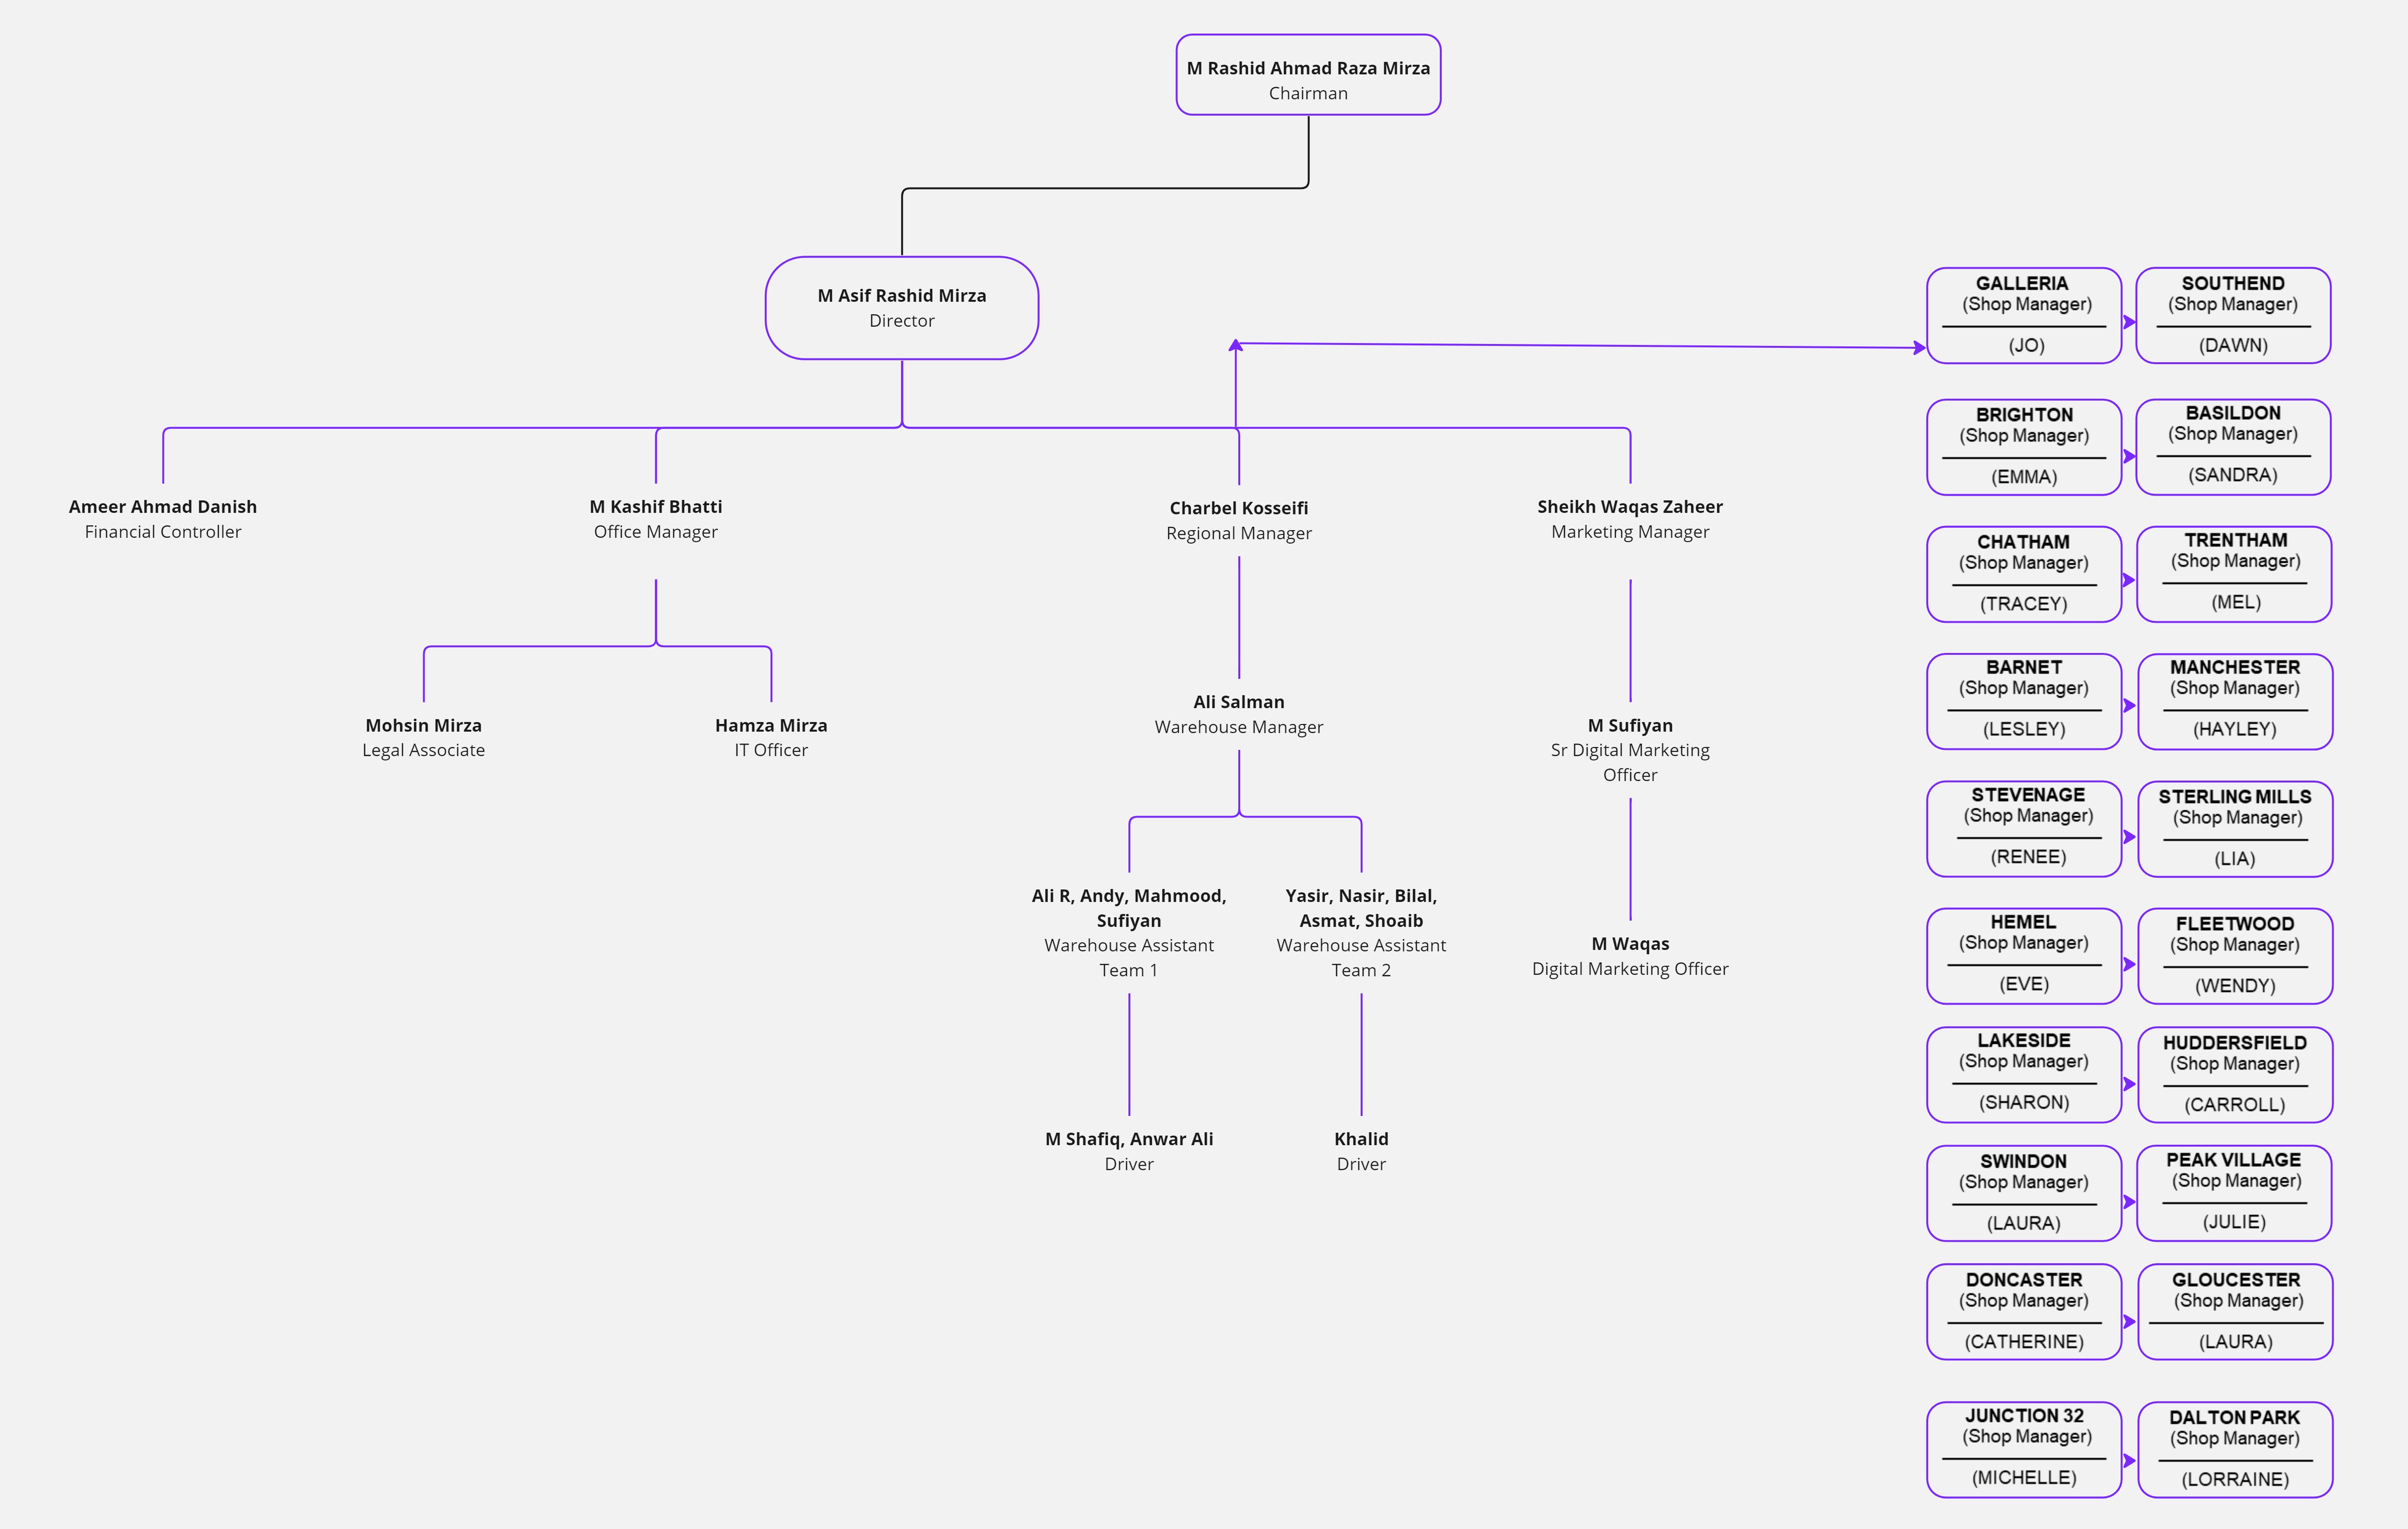 M Rashid Ahmad Raza Mirza
Chairman
M Asif Rashid Mirza
Director
Ameer Ahmad Danish
Financial Controller
M Kashif Bhatti
Office Manager
Charbel Kosseifi
Regional Manager
Sheikh Waqas Zaheer
Marketing Manager
Mohsin Mirza
Legal Associate
Hamza Mirza
IT Officer
Ali Salman
Warehouse Manager
M Sufiyan
Sr Digital Marketing
Officer
Ali R, Andy, Mahmood,
Sufiyan
Warehouse Assistant
Team 1
Yasir, Nasir, Bilal,
Asmat, Shoaib
Warehouse Assistant
Team 2
M Waqas
Digital Marketing Officer
M Shafiq, Anwar Ali
Driver
Khalid
Driver
GALLERIA
(Shop Manager)
(JO)
SOUTHEND
(Shop Manager)
(DAWN)
BRIGHTON
(Shop Manager)
(EMMA)
BASILDON
(Shop Manager)
(SANDRA)
CHATHAM
(Shop Manager)
(TRACEY)
TRENTHAM
(Shop Manager)
(MEL)
BARNET
(Shop Manager)
(LESLEY)
MANCHESTER
(Shop Manager)
(HAYLEY)
STEVENAGE
(Shop Manager)
(RENEE)
STERLING MILLS
(Shop Manager)
(LIA)
HEMEL
(Shop Manager)
(EVE)
FLEETWOOD
(Shop Manager)
(WENDY)
LAKESIDE
(Shop Manager)
(SHARON)
HUDDERSFIELD
(Shop Manager)
(CARROLL)
SWINDON
(Shop Manager)
(LAURA)
PEAK VILLAGE
(Shop Manager)
(JULIE)
DONCASTER
(Shop Manager)
(CATHERINE)
GLOUCESTER
(Shop Manager)
(LAURA)
JUNCTION 32
(Shop Manager)
(MICHELLE)
DALTON PARK
(Shop Manager)
(LORRAINE)